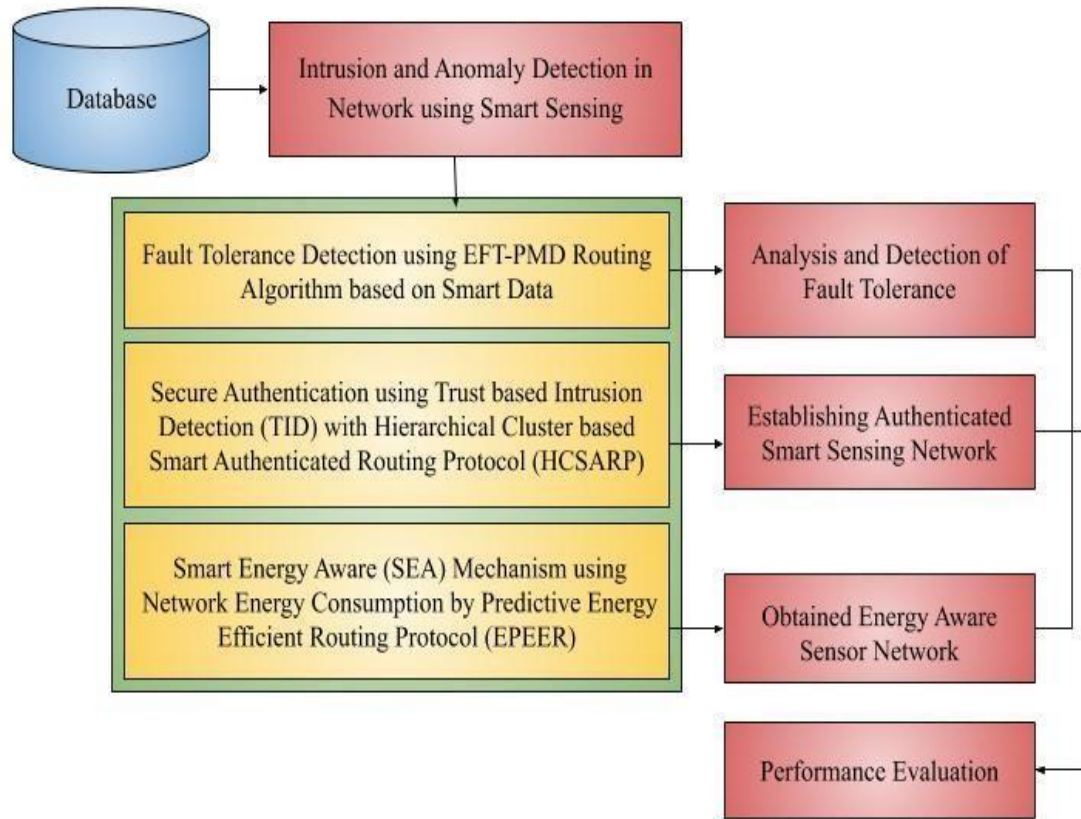 Database
Intrusion and Anomaly Detection in
Network using Smart Sensing
Fault Tolerance Detection using EFT-PMD Routing
Algorithm based on Smart Data
Analysis and Detection of
Fault Tolerance
Secure Authentication using Trust based Intrusion
Detection (TID) with Hierarchical Cluster based
Smart Authenticated Routing Protocol (HCSARP)
Establishing Authenticated
Smart Sensing Network
Smart Energy Aware (SEA) Mechanism using
Network Energy Consumption by Predictive Energy
Efficient Routing Protocol (EPEER)
Obtained Energy Aware
Sensor Network
Performance Evaluation